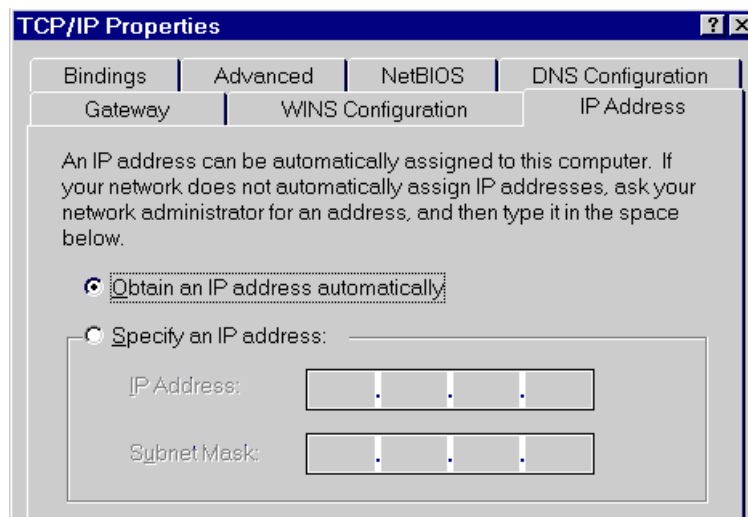 TCP/IP Properties
Bindings Advanced NetBIOS DNS Configuration
Gateway WINS Configuration IP Address
An IP address can be automatically assigned to this computer. If
your network does not automatically assign IP addresses, ask your
network administrator for an address, and then type it in the space
below.
Obtain an IP address automatically
Specify an IP address:
IP Address: . . .
Subnet Mask: . . .